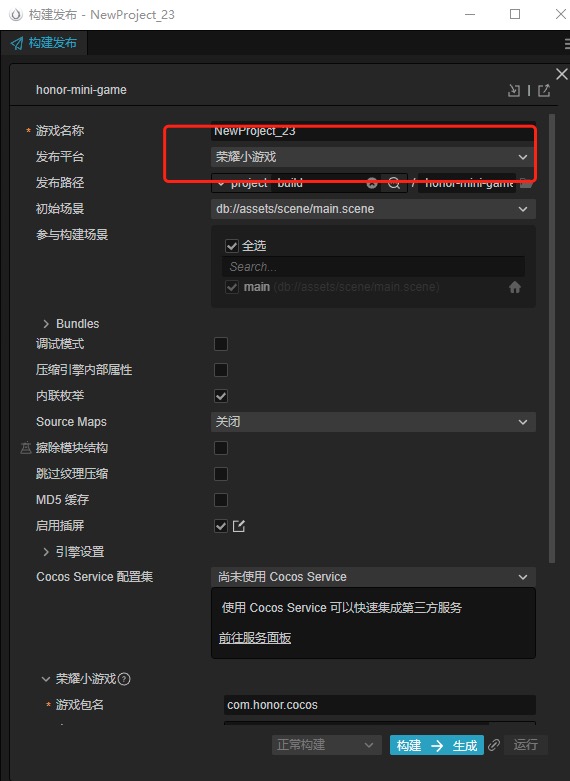 构建发布 - NewProject_23
构建发布
honor-mini-game
* 游戏名称 NewProject_23
发布平台 荣耀小游戏
发布路径 project build / honor-mini-game
初始场景 db://assets/scene/main.scene
参与构建场景
全选
Search...
main (db://assets/scene/main.scene)
Bundles
调试模式
压缩引擎内部属性
内联枚举
Source Maps 关闭
擦除模块结构
跳过纹理压缩
MD5 缓存
启用插屏
引擎设置
Cocos Service 配置集 尚未使用 Cocos Service
使用 Cocos Service 可以快速集成第三方服务
前往服务面板
荣耀小游戏
* 游戏包名 com.honor.cocos
正常构建 构建 → 生成 运行